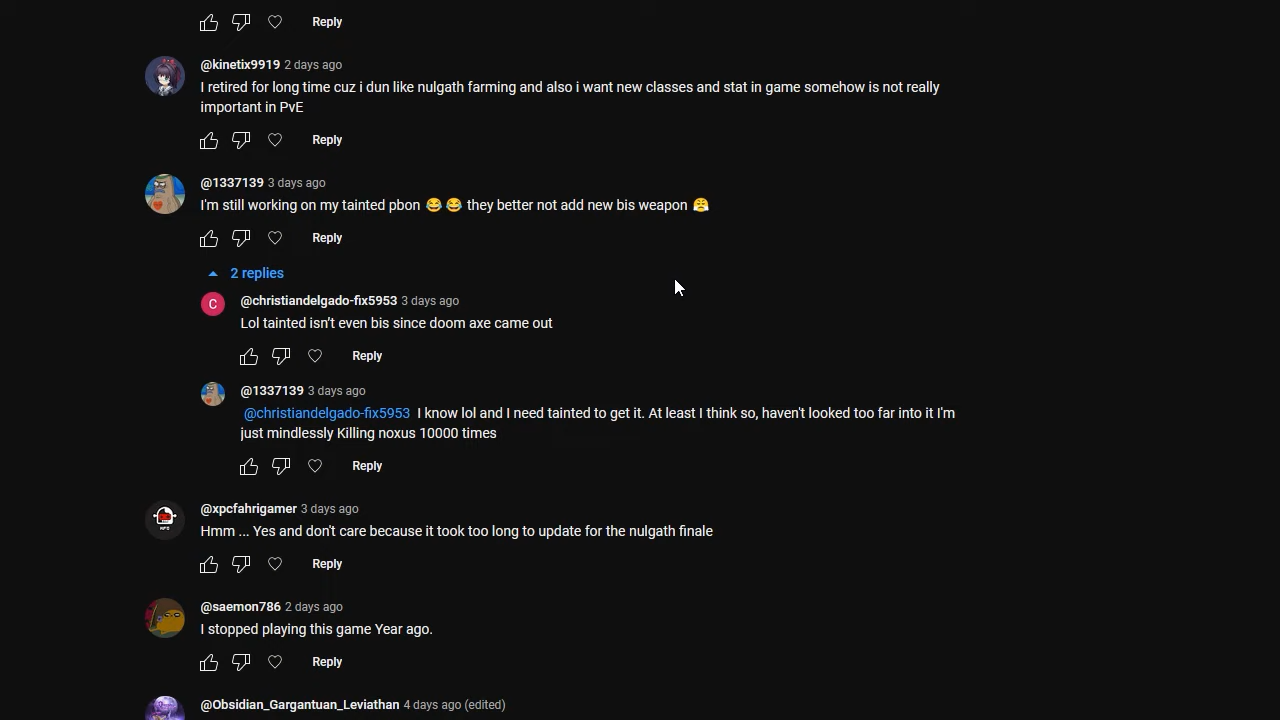 Reply
@kinetix9919 2 days ago
I retired for long time cuz i dun like nulgath farming and also i want new classes and stat in game somehow is not really
important in PvE
Reply
@1337139 3 days ago
I'm still working on my tainted pbon 😂😂 they better not add new bis weapon 😤
Reply
2 replies
C
@christiandelgado-fix5953 3 days ago
Lol tainted isn't even bis since doom axe came out
Reply
@1337139 3 days ago
@christiandelgado-fix5953 I know lol and I need tainted to get it. At least I think so, haven't looked too far into it I'm
just mindlessly Killing noxus 10000 times
Reply
@xpcfahrigamer 3 days ago
Hmm ... Yes and don't care because it took too long to update for the nulgath finale
Reply
@saemon786 2 days ago
I stopped playing this game Year ago.
Reply
@Obsidian_Gargantuan_Leviathan 4 days ago (edited)